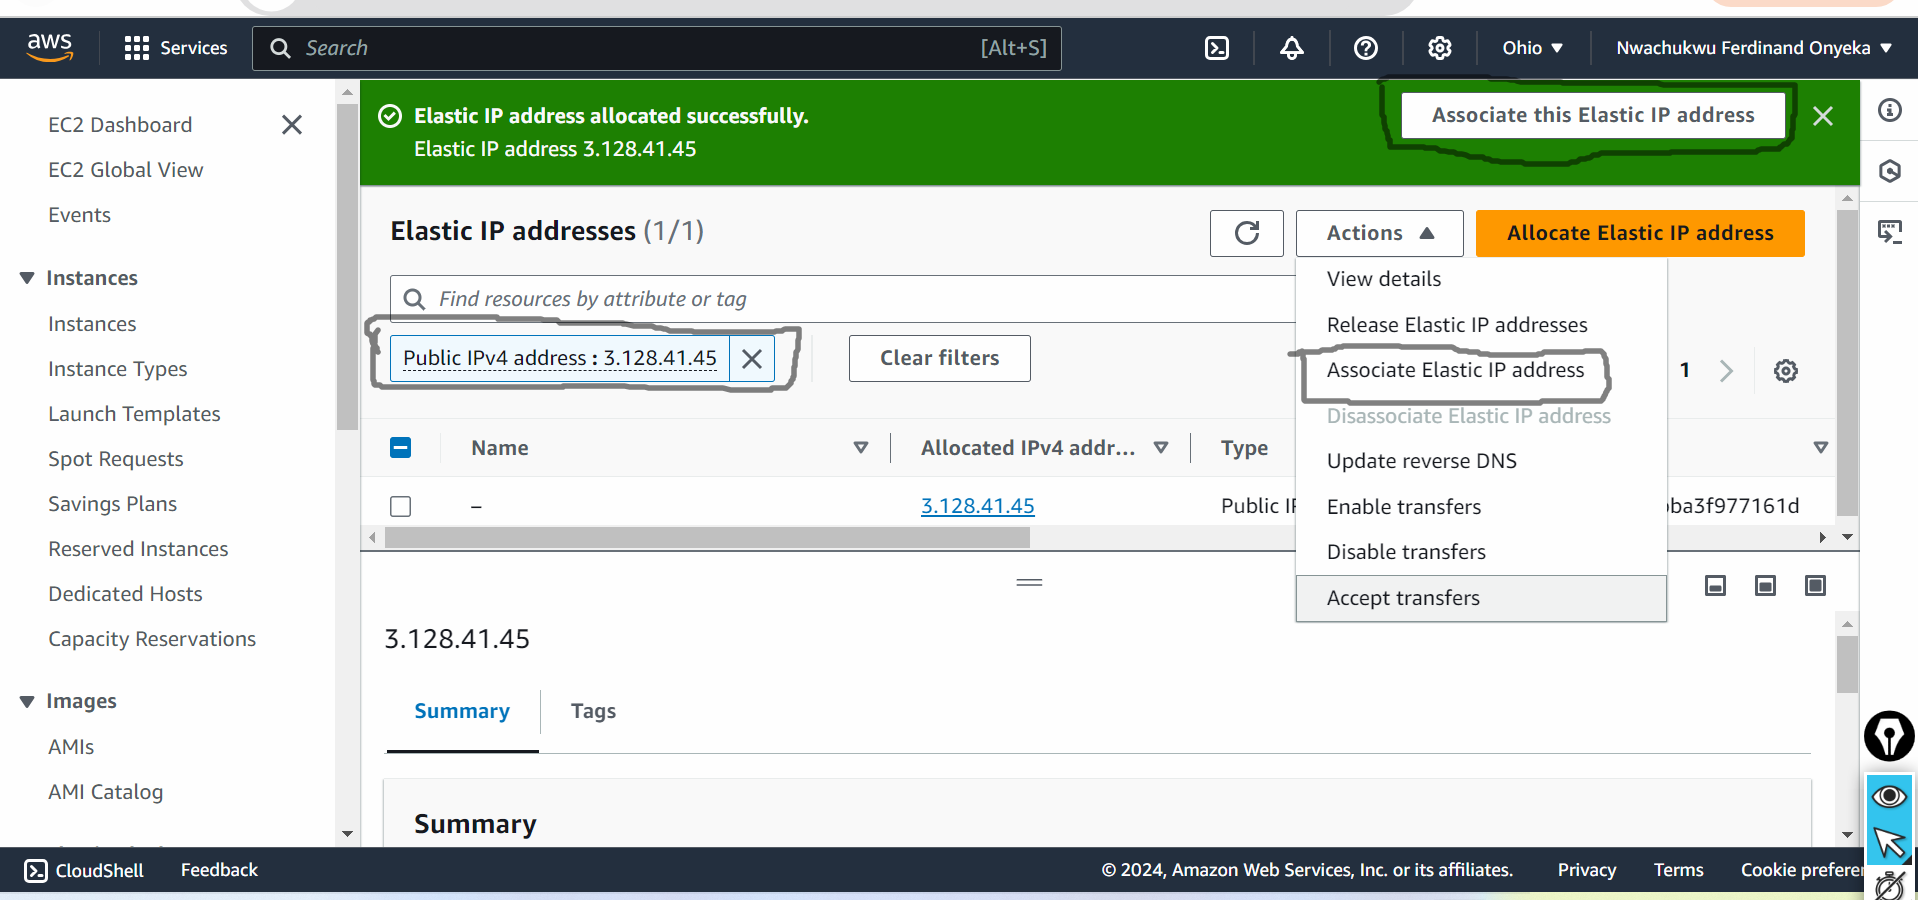 aws
Services
Search
[Alt+S]
Ohio
Nwachukwu Ferdinand Onyeka
EC2 Dashboard
EC2 Global View
Events
Instances
Instances
Instance Types
Launch Templates
Spot Requests
Savings Plans
Reserved Instances
Dedicated Hosts
Capacity Reservations
Images
AMIs
AMI Catalog
Elastic IP address allocated successfully.
Elastic IP address 3.128.41.45
Associate this Elastic IP address
Elastic IP addresses (1/1)
Actions
Allocate Elastic IP address
Find resources by attribute or tag
Public IPv4 address : 3.128.41.45
Clear filters
1
View details
Release Elastic IP addresses
Associate Elastic IP address
Disassociate Elastic IP address
Update reverse DNS
Enable transfers
Disable transfers
Accept transfers
Name
Allocated IPv4 addr...
Type
–
3.128.41.45
Public IP
ba3f977161d
3.128.41.45
Summary
Tags
Summary
CloudShell
Feedback
© 2024, Amazon Web Services, Inc. or its affiliates.
Privacy
Terms
Cookie prefere